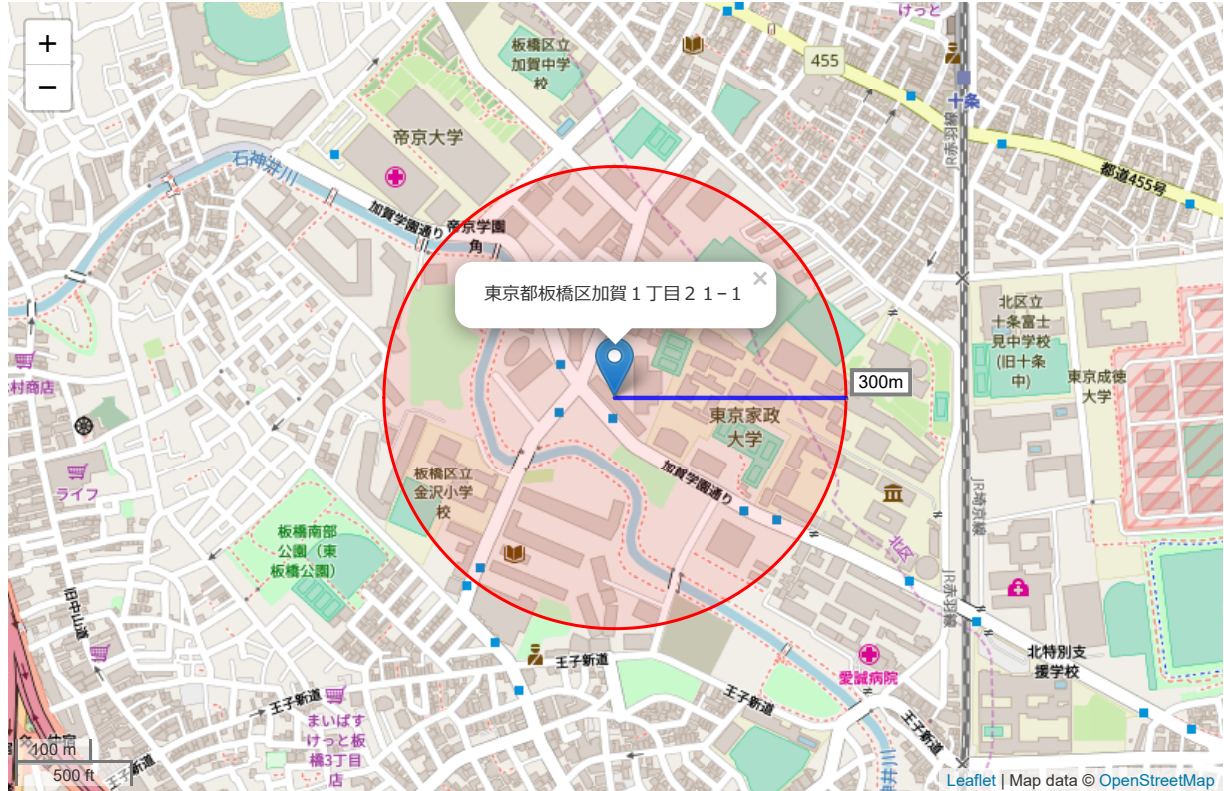 +
−
けっと
455
板橋区立
加賀中学
校
十条
JR赤羽線
帝京大学
石神井川
都道455号
加賀学園通り
帝京学園
角
東京都板橋区加賀１丁目２１−１
×
北区立
十条富士
見中学校
(旧十条
中)
東京成徳
大学
300m
村商店
東京家政
大学
加賀学園通り
板橋区立
金沢小学
校
ライフ
JR埼京線
板橋南部
公園（東
板橋公園）
北区
JR赤羽線
旧中山道
王子新道
愛誠病院
北特別支
援学校
王子新道
王子新道
王子新道
まいばす
けっと板
橋3丁目
店
100 m
500 ft
王子新道
Leaflet | Map data © OpenStreetMap